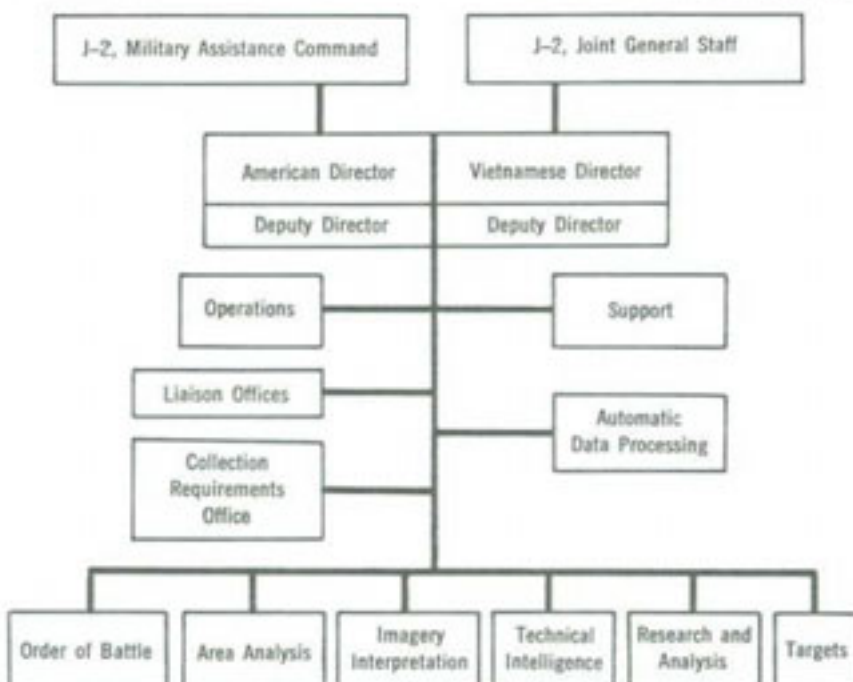 J-2, Military Assistance Command
J-2, Joint General Staff
American Director
Vietnamese Director
Deputy Director
Deputy Director
Operations
Support
Liaison Offices
Automatic
Data Processing
Collection
Requirements
Office
Order of Battle
Area Analysis
Imagery
Interpretation
Technical
Intelligence
Research and
Analysis
Targets